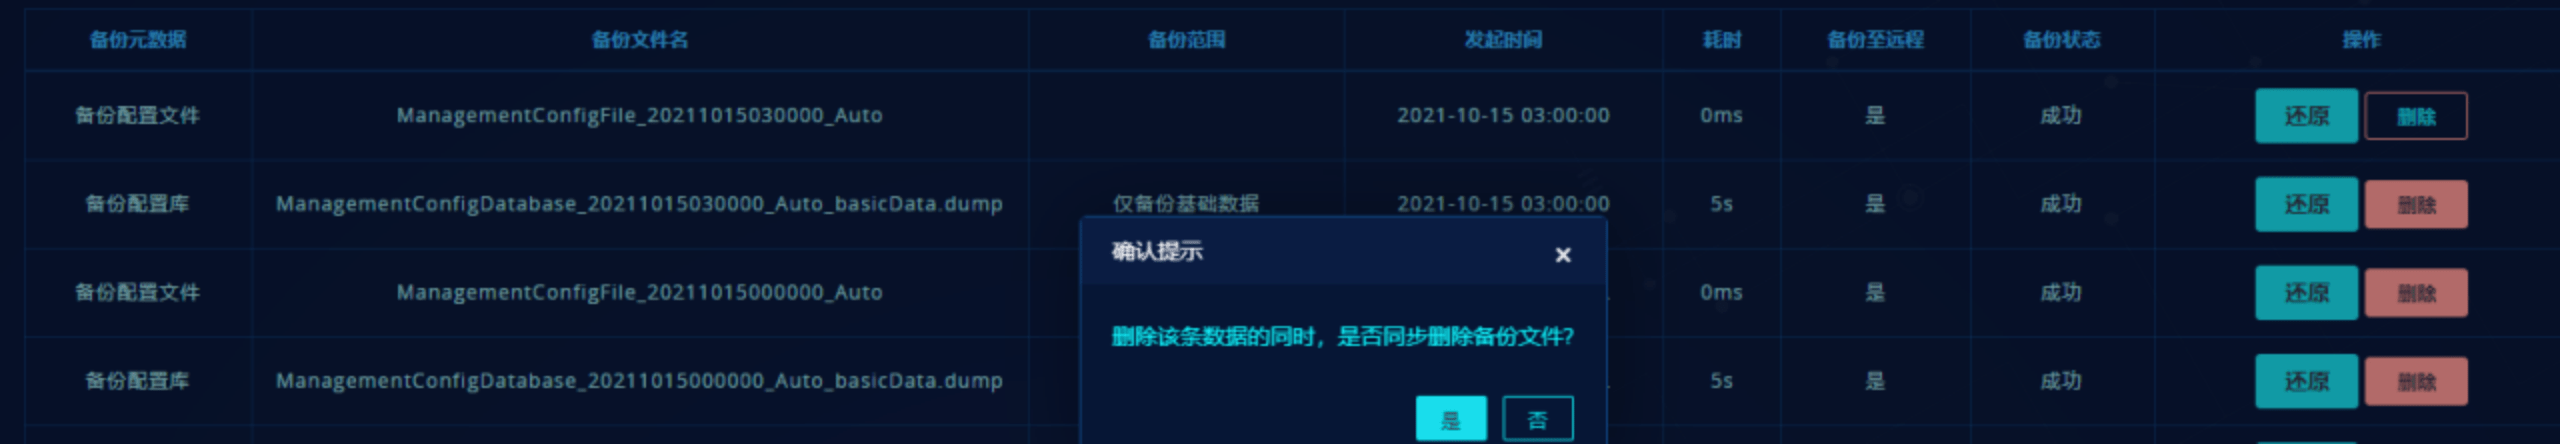 备份元数据 备份文件名 备份范围 发起时间 耗时 备份至远程 备份状态 操作
备份配置文件 ManagementConfigFile_20211015030000_Auto 2021-10-15 03:00:00 0ms 是 成功 还原 删除
备份配置库 ManagementConfigDatabase_20211015030000_Auto_basicData.dump 仅备份基础数据 2021-10-15 03:00:00 5s 是 成功 还原 删除
确认提示 ×
备份配置文件 ManagementConfigFile_20211015000000_Auto 0ms 是 成功 还原 删除
删除该条数据的同时，是否同步删除备份文件?
备份配置库 ManagementConfigDatabase_20211015000000_Auto_basicData.dump 5s 是 成功 还原 删除
是 否